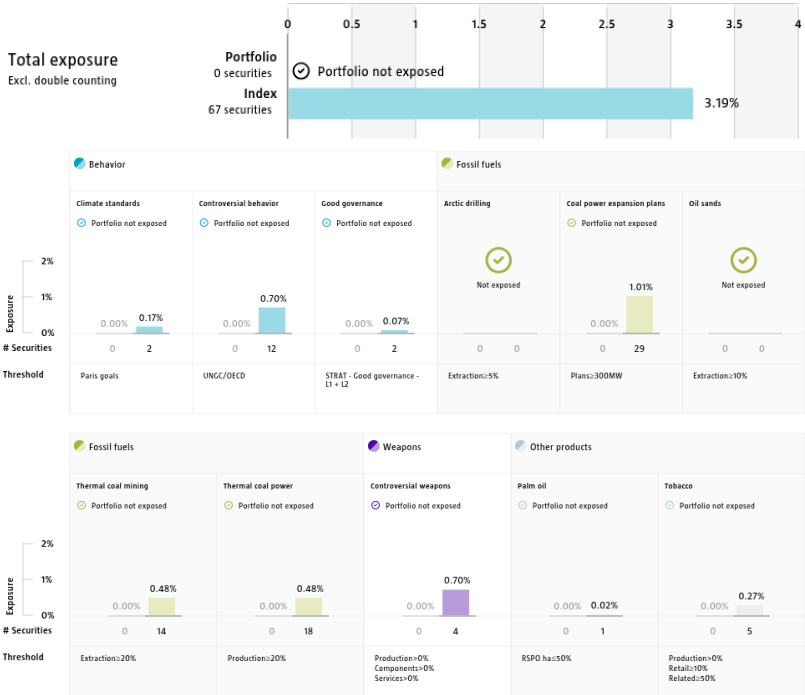 0 0.5 1 1.5 2 2.5 3 3.5 4
Total exposure
Excl. double counting
Portfolio
0 securities
Portfolio not exposed
Index
67 securities
3.19%
Behavior
Fossil fuels
Climate standards
Controversial behavior
Good governance
Arctic drilling
Coal power expansion plans
Oil sands
Portfolio not exposed
Portfolio not exposed
Portfolio not exposed
Portfolio not exposed
Not exposed
Not exposed
Exposure
2%
1%
0%
0.00% 0.17%
0.00% 0.70%
0.00% 0.07%
0.00% 1.01%
# Securities
0 2
0 12
0 2
0 0
0 29
0 0
Threshold
Paris goals
UNGC/OECD
STRAT - Good governance -
L1 + L2
Extraction≥5%
Plans≥300MW
Extraction≥10%
Fossil fuels
Weapons
Other products
Thermal coal mining
Thermal coal power
Controversial weapons
Palm oil
Tobacco
Portfolio not exposed
Portfolio not exposed
Portfolio not exposed
Portfolio not exposed
Portfolio not exposed
Exposure
2%
1%
0%
0.00% 0.48%
0.00% 0.48%
0.00% 0.70%
0.00% 0.02%
0.00% 0.27%
# Securities
0 14
0 18
0 4
0 1
0 5
Threshold
Extraction≥20%
Production≥20%
Production>0%
Components>0%
Services>0%
RSPO ha≤50%
Production>0%
Retail≥10%
Related≥50%